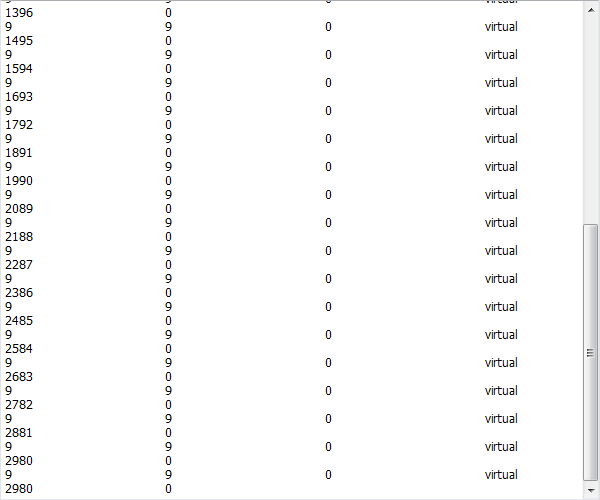 9 9 0 virtual
1396 0
9 9 0 virtual
1495 0
9 9 0 virtual
1594 0
9 9 0 virtual
1693 0
9 9 0 virtual
1792 0
9 9 0 virtual
1891 0
9 9 0 virtual
1990 0
9 9 0 virtual
2089 0
9 9 0 virtual
2188 0
9 9 0 virtual
2287 0
9 9 0 virtual
2386 0
9 9 0 virtual
2485 0
9 9 0 virtual
2584 0
9 9 0 virtual
2683 0
9 9 0 virtual
2782 0
9 9 0 virtual
2881 0
9 9 0 virtual
2980 0
9 9 0 virtual
2980 0